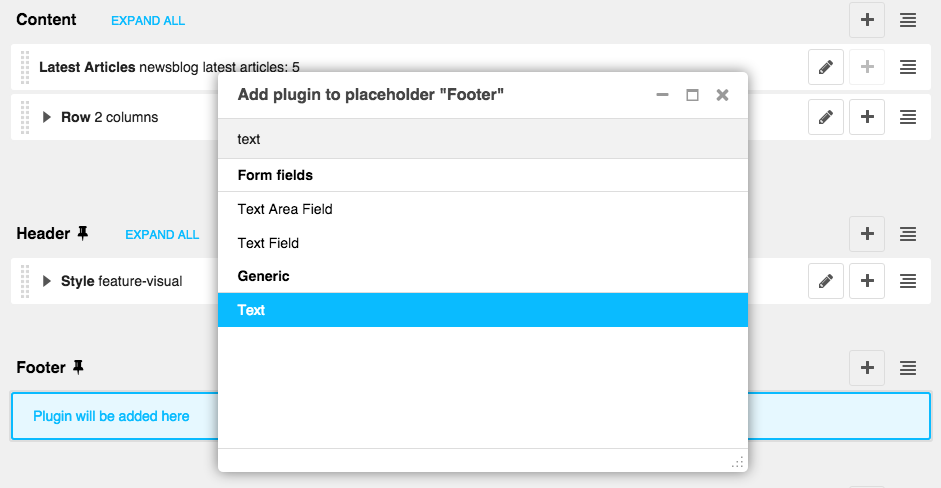 Content EXPAND ALL
Latest Articles newsblog latest articles: 5
Row 2 columns
Add plugin to placeholder "Footer"
text
Form fields
Text Area Field
Text Field
Generic
Text
Header EXPAND ALL
Style feature-visual
Footer
Plugin will be added here